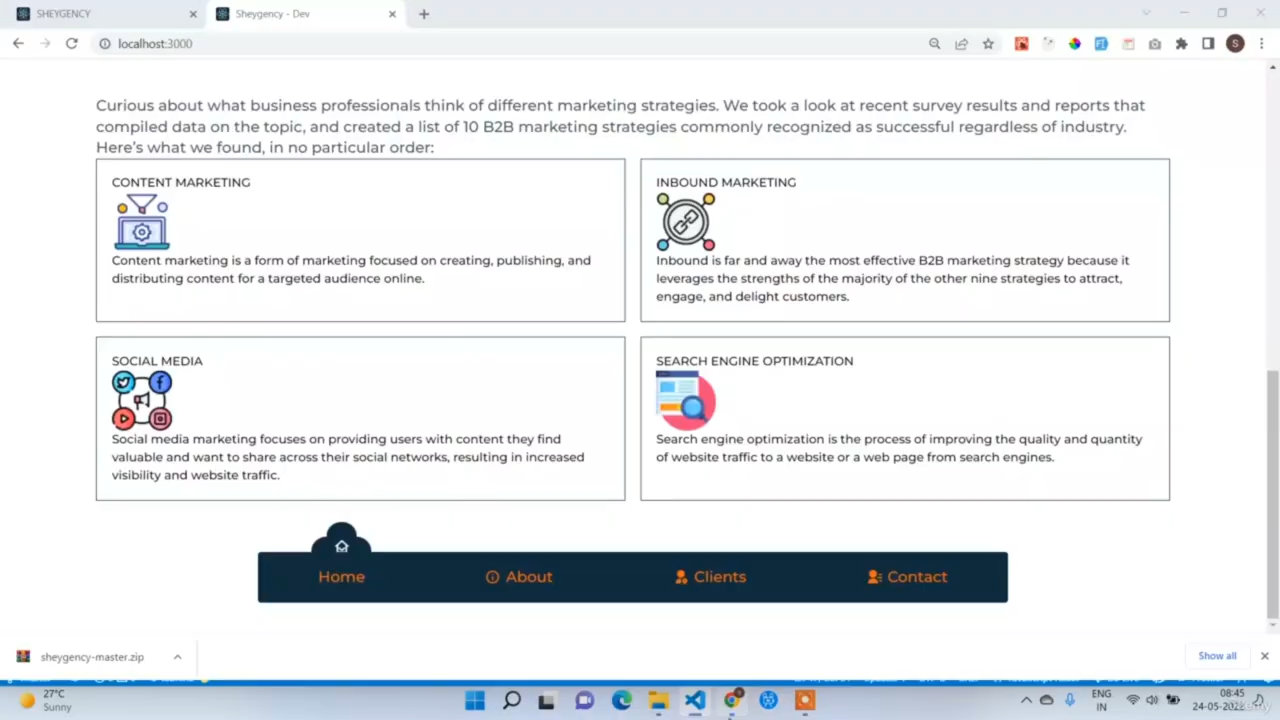 SHEYGENCY
Sheygency - Dev
localhost:3000
S
Curious about what business professionals think of different marketing strategies. We took a look at recent survey results and reports that
compiled data on the topic, and created a list of 10 B2B marketing strategies commonly recognized as successful regardless of industry.
Here's what we found, in no particular order:
CONTENT MARKETING
Content marketing is a form of marketing focused on creating, publishing, and
distributing content for a targeted audience online.
INBOUND MARKETING
Inbound is far and away the most effective B2B marketing strategy because it
leverages the strengths of the majority of the other nine strategies to attract,
engage, and delight customers.
SOCIAL MEDIA
Social media marketing focuses on providing users with content they find
valuable and want to share across their social networks, resulting in increased
visibility and website traffic.
SEARCH ENGINE OPTIMIZATION
Search engine optimization is the process of improving the quality and quantity
of website traffic to a website or a web page from search engines.
Home
About
Clients
Contact
sheygency-master.zip
Show all
27°C
Sunny
ENG
IN
08:45
24-05-2022